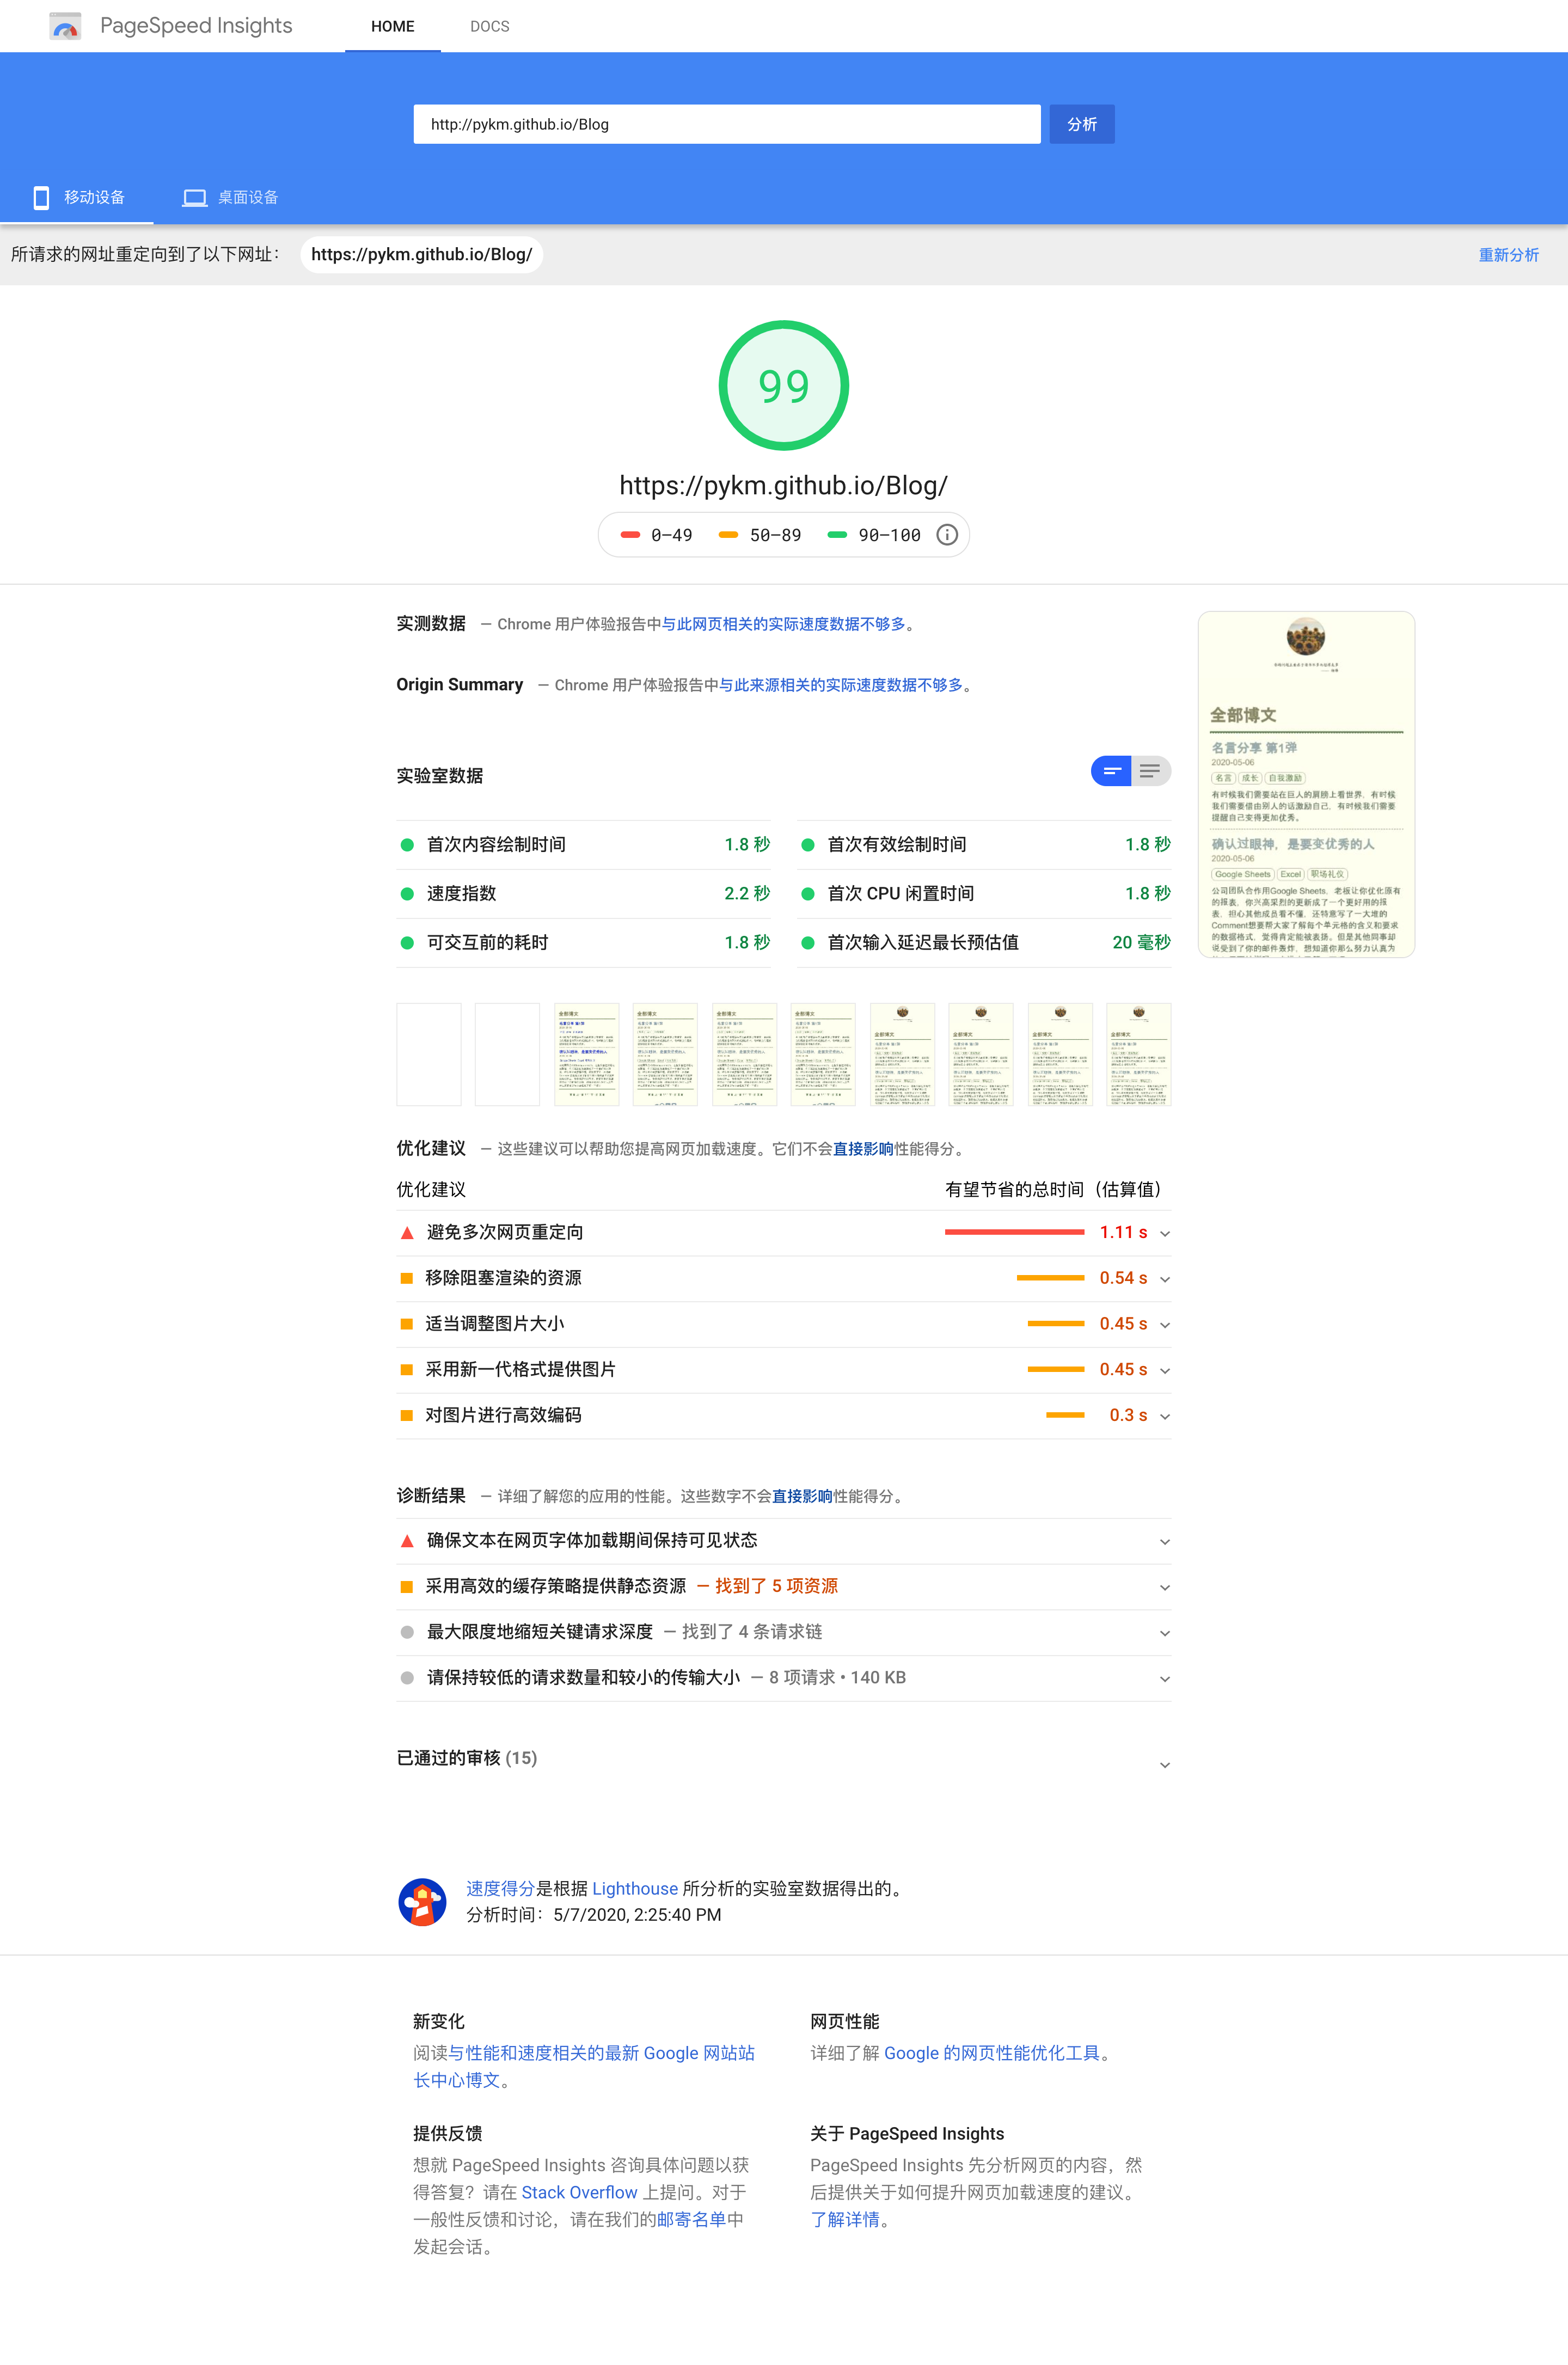 PageSpeed Insights
HOME
DOCS
http://pykm.github.io/Blog
分析
移动设备
桌面设备
所请求的网址重定向到了以下网址：
https://pykm.github.io/Blog/
重新分析
99
https://pykm.github.io/Blog/
0–49
50–89
90–100
实测数据 — Chrome 用户体验报告中与此网页相关的实际速度数据不够多。
Origin Summary — Chrome 用户体验报告中与此来源相关的实际速度数据不够多。
全部博文
名言分享 第1弹
2020-05-06
名言 成长 自我激励
有时候我们需要站在巨人的肩膀上看世界，有时候
我们需要借由别人的话激励自己，有时候我们需要
提醒自己变得更加优秀。
确认过眼神，是要变优秀的人
2020-05-06
Google Sheets Excel 职场礼仪
公司团队合作用Google Sheets，老板让你优化原有
的报表，你兴高采烈的更新成了一个更好用的报
表，担心其他成员看不懂，还特意写了一大堆的
Comment想要帮大家了解每个单元格的含义和要求
的数据格式，觉得肯定能被表扬。但是其他同事却
说受到了你的邮件轰炸，想知道你那么努力认真为
实验室数据
首次内容绘制时间 1.8 秒
首次有效绘制时间 1.8 秒
速度指数 2.2 秒
首次 CPU 闲置时间 1.8 秒
可交互前的耗时 1.8 秒
首次输入延迟最长预估值 20 毫秒
优化建议 — 这些建议可以帮助您提高网页加载速度。它们不会直接影响性能得分。
优化建议 有望节省的总时间（估算值）
避免多次网页重定向 1.11 s
移除阻塞渲染的资源 0.54 s
适当调整图片大小 0.45 s
采用新一代格式提供图片 0.45 s
对图片进行高效编码 0.3 s
诊断结果 — 详细了解您的应用的性能。这些数字不会直接影响性能得分。
确保文本在网页字体加载期间保持可见状态
采用高效的缓存策略提供静态资源 — 找到了 5 项资源
最大限度地缩短关键请求深度 — 找到了 4 条请求链
请保持较低的请求数量和较小的传输大小 — 8 项请求 • 140 KB
已通过的审核 (15)
速度得分是根据 Lighthouse 所分析的实验室数据得出的。
分析时间：5/7/2020, 2:25:40 PM
新变化
阅读与性能和速度相关的最新 Google 网站站
长中心博文。
网页性能
详细了解 Google 的网页性能优化工具。
提供反馈
想就 PageSpeed Insights 咨询具体问题以获
得答复？请在 Stack Overflow 上提问。对于
一般性反馈和讨论，请在我们的邮寄名单中
发起会话。
关于 PageSpeed Insights
PageSpeed Insights 先分析网页的内容，然
后提供关于如何提升网页加载速度的建议。
了解详情。